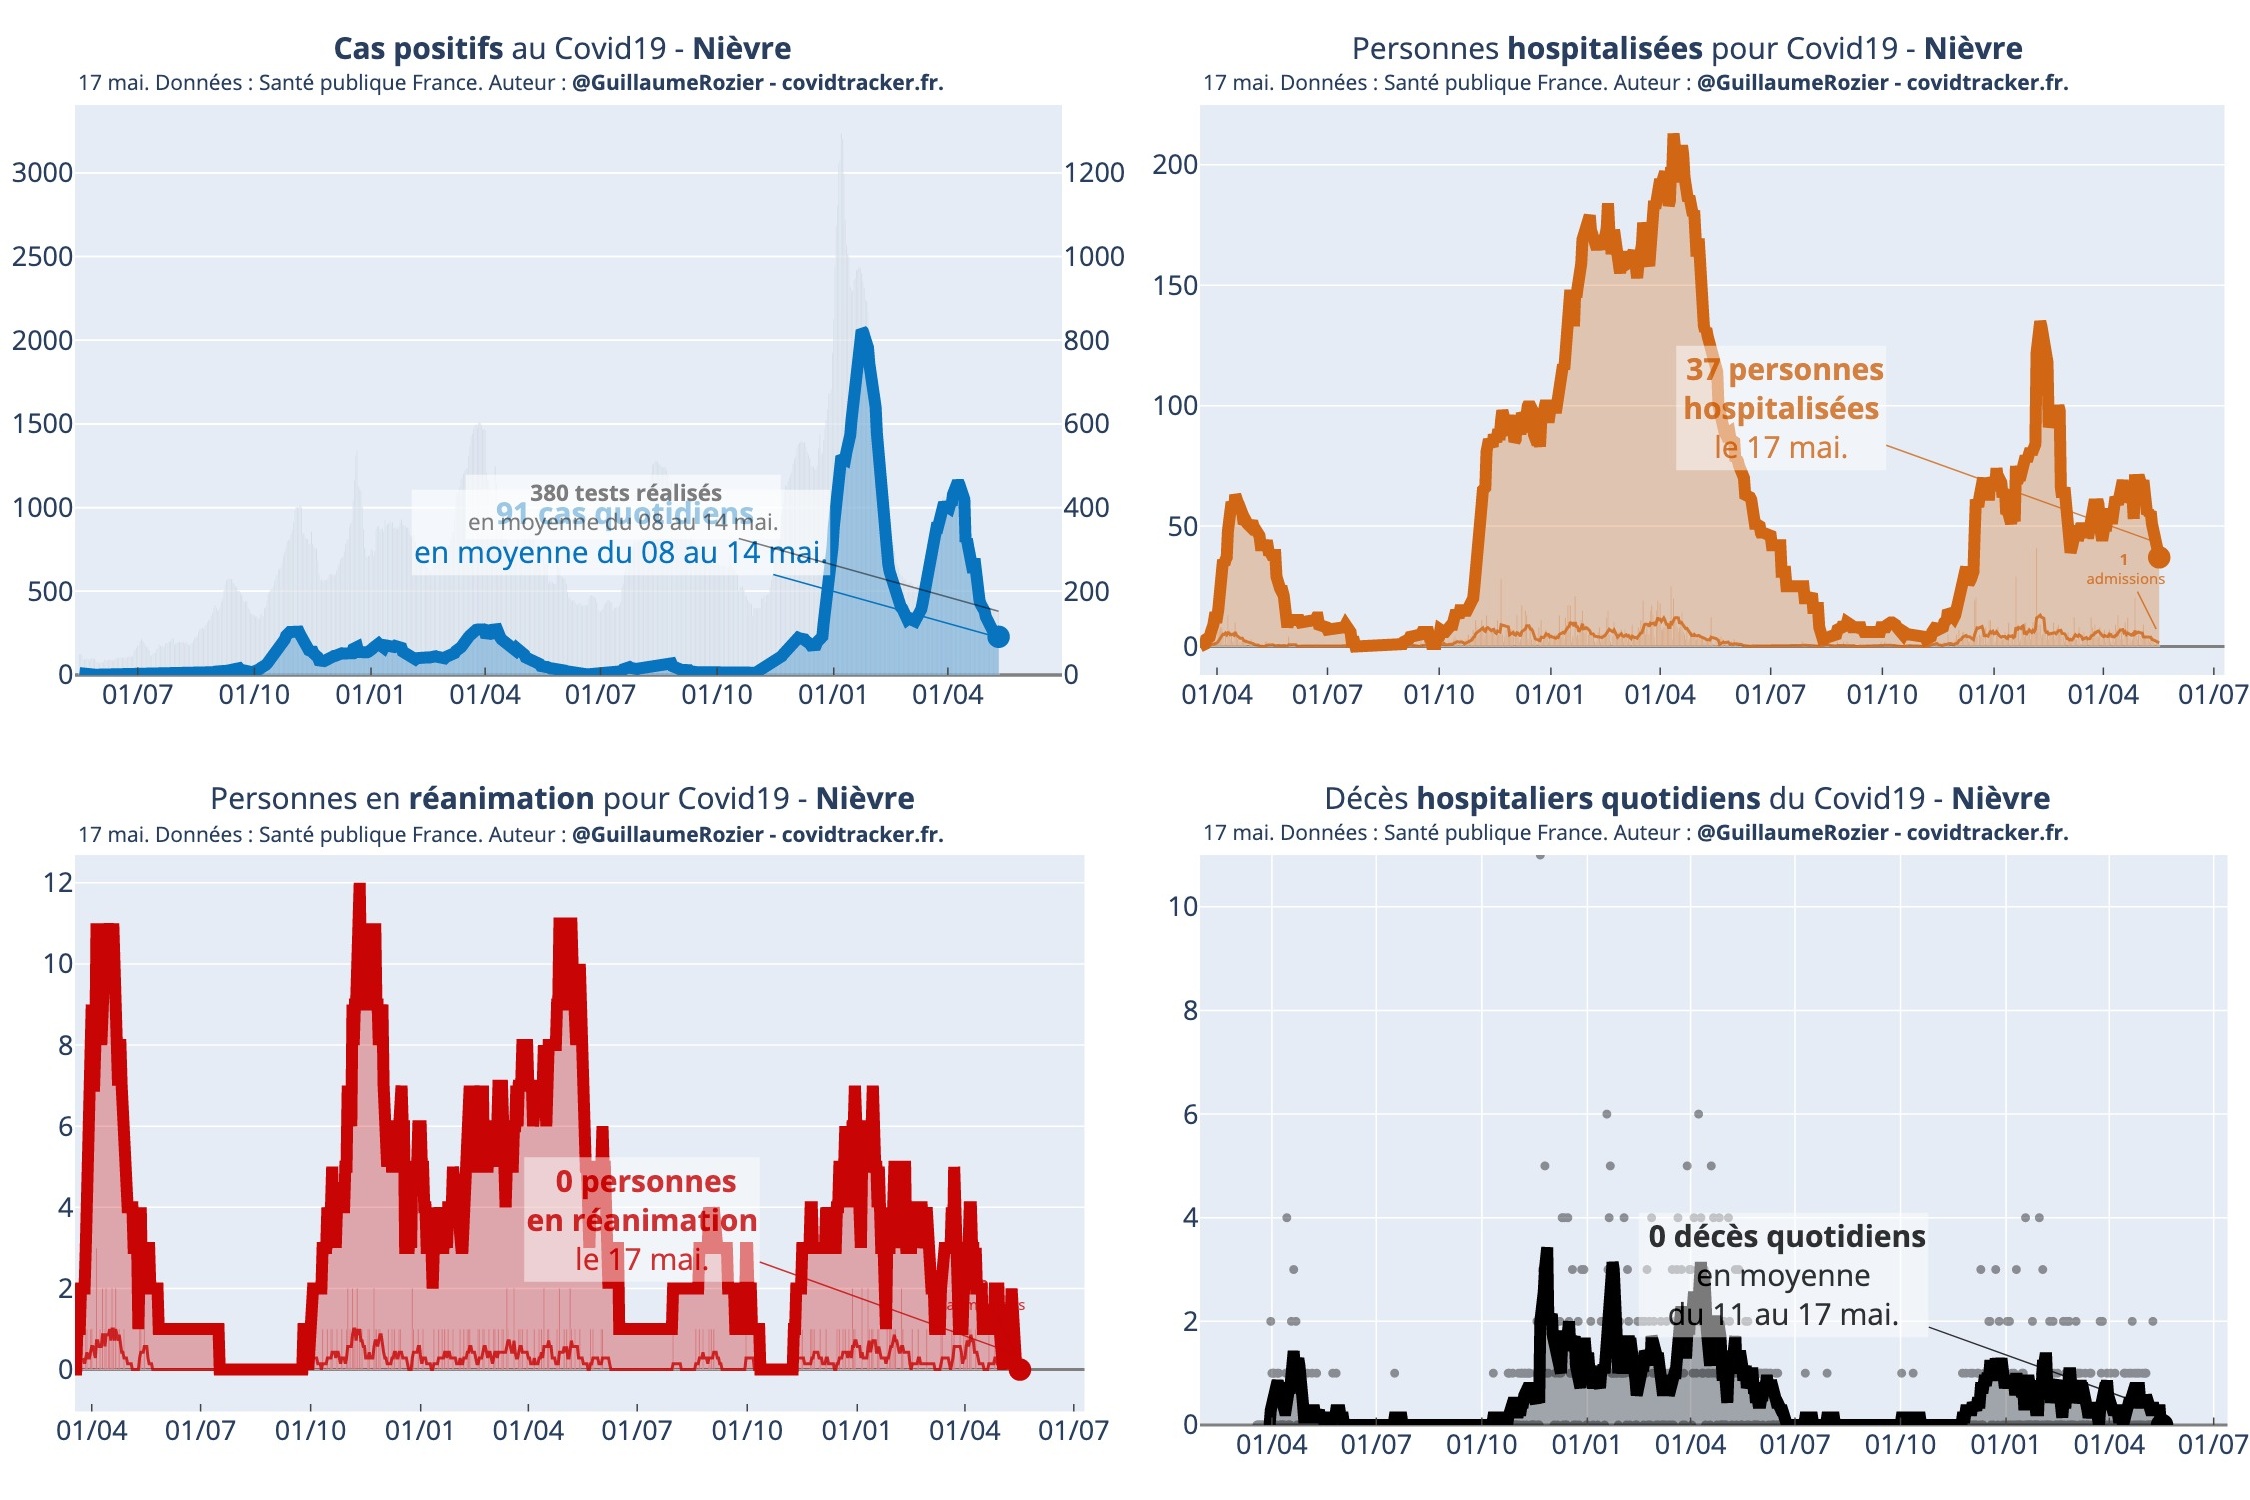 Cas positifs au Covid19 - Nièvre
17 mai. Données : Santé publique France. Auteur : @GuillaumeRozier - covidtracker.fr.
3000
2500
2000
1500
1000
500
0
1200
1000
800
600
400
200
0
380 tests réalisés
91 cas quotidiens
en moyenne du 08 au 14 mai.
en moyenne du 08 au 14 mai.
01/07 01/10 01/01 01/04 01/07 01/10 01/01 01/04
Personnes hospitalisées pour Covid19 - Nièvre
17 mai. Données : Santé publique France. Auteur : @GuillaumeRozier - covidtracker.fr.
200
150
100
50
0
37 personnes
hospitalisées
le 17 mai.
1
admissions
01/04 01/07 01/10 01/01 01/04 01/07 01/10 01/01 01/04 01/07
Personnes en réanimation pour Covid19 - Nièvre
17 mai. Données : Santé publique France. Auteur : @GuillaumeRozier - covidtracker.fr.
12
10
8
6
4
2
0
0 personnes
en réanimation
le 17 mai.
01/04 01/07 01/10 01/01 01/04 01/07 01/10 01/01 01/04 01/07
Décès hospitaliers quotidiens du Covid19 - Nièvre
17 mai. Données : Santé publique France. Auteur : @GuillaumeRozier - covidtracker.fr.
10
8
6
4
2
0
0 décès quotidiens
en moyenne
du 11 au 17 mai.
01/04 01/07 01/10 01/01 01/04 01/07 01/10 01/01 01/04 01/07